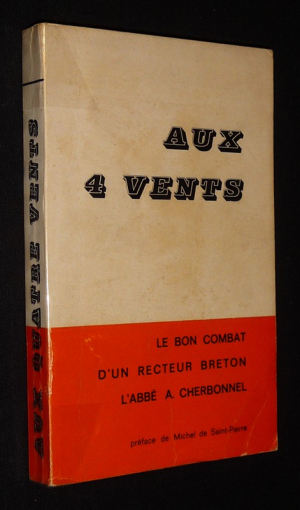 AUX
4 VENTS
LE BON COMBAT
D'UN RECTEUR BRETON
L'ABBÉ A. CHERBONNEL
préface de Michel de Saint-Pierre
AUX QUATRE VENTS